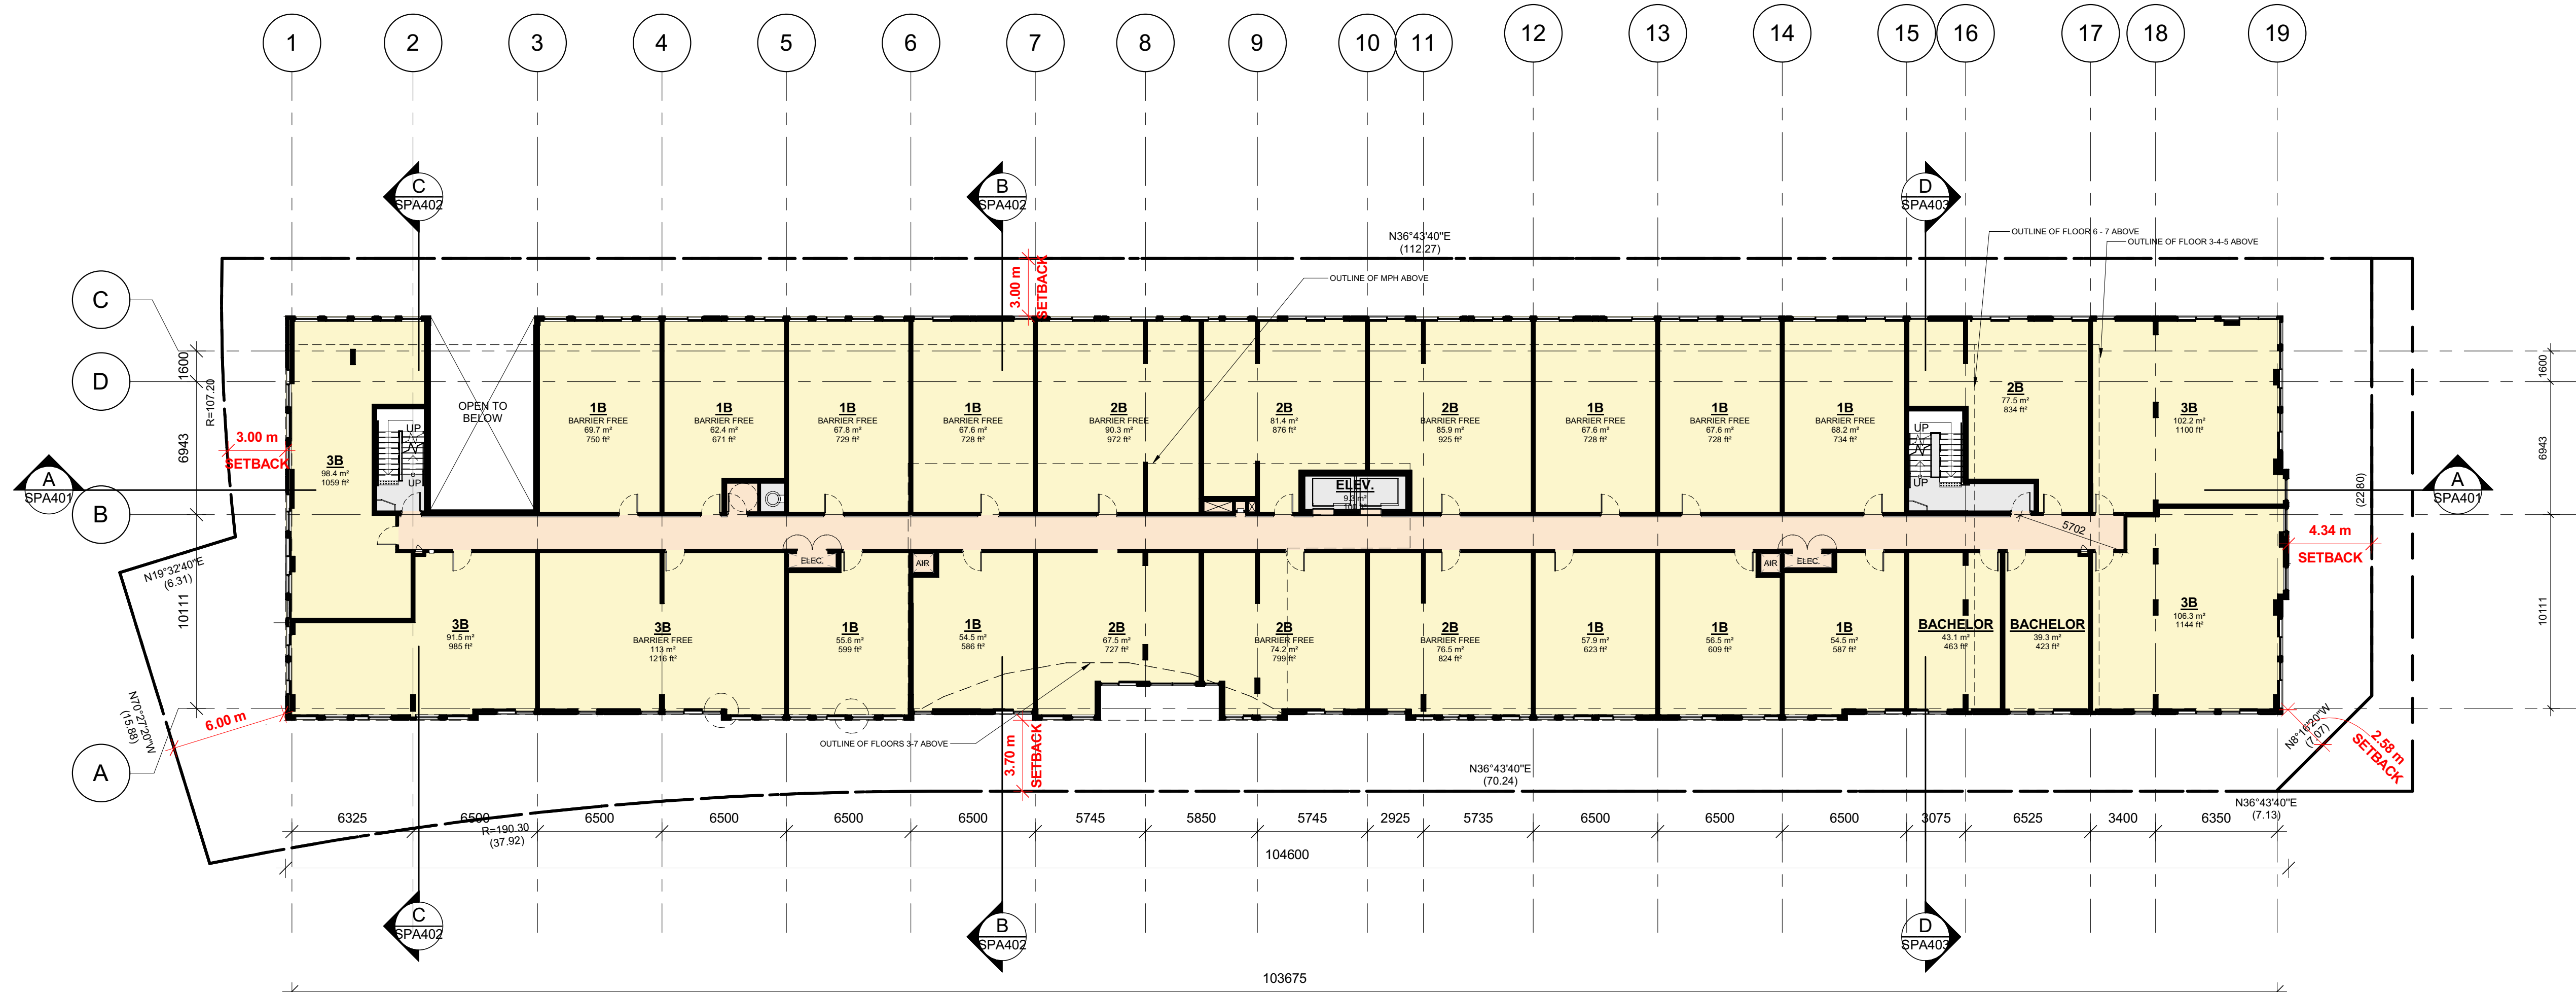 1
2
3
4
5
6
7
8
9
10
11
12
13
14
15
16
17
18
19
C
SPA402
B
SPA402
D
SPA403
N36°43'40"E
(112.27)
OUTLINE OF FLOOR 6 - 7 ABOVE
OUTLINE OF FLOOR 3-4-5 ABOVE
OUTLINE OF MPH ABOVE
3.00 m
SETBACK
C
D
B
A
1600
6943
10111
R=107.20
3.00 m
SETBACK
A
SPA401
A
SPA401
1600
6943
10111
(22.80)
4.34 m
SETBACK
3B
98.4 m²
1059 ft²
UP
UP
OPEN TO
BELOW
1B
BARRIER FREE
69.7 m²
750 ft²
1B
BARRIER FREE
62.4 m²
671 ft²
1B
BARRIER FREE
67.8 m²
729 ft²
1B
BARRIER FREE
67.6 m²
728 ft²
2B
BARRIER FREE
90.3 m²
972 ft²
2B
BARRIER FREE
81.4 m²
876 ft²
2B
BARRIER FREE
85.9 m²
925 ft²
1B
BARRIER FREE
67.6 m²
728 ft²
1B
BARRIER FREE
67.6 m²
728 ft²
1B
BARRIER FREE
68.2 m²
734 ft²
2B
77.5 m²
834 ft²
3B
102.2 m²
1100 ft²
UP
UP
ELEV.
9.3 m²
5702
ELEC.
AIR
AIR
ELEC.
3B
91.5 m²
985 ft²
3B
BARRIER FREE
113 m²
1216 ft²
1B
55.6 m²
599 ft²
1B
54.5 m²
586 ft²
2B
67.5 m²
727 ft²
2B
BARRIER FREE
74.2 m²
799 ft²
2B
BARRIER FREE
76.5 m²
824 ft²
1B
57.9 m²
623 ft²
1B
56.5 m²
609 ft²
1B
54.5 m²
587 ft²
BACHELOR
43.1 m²
463 ft²
BACHELOR
39.3 m²
423 ft²
3B
106.3 m²
1144 ft²
N19°32'40"E
(6.31)
N70°27'20"W
(15.88)
6.00 m
OUTLINE OF FLOORS 3-7 ABOVE
3.70 m
SETBACK
N36°43'40"E
(70.24)
N8°16'20"W
(7.07)
2.58 m
SETBACK
N36°43'40"E
(7.13)
R=190.30
(37.92)
6325
6500
6500
6500
6500
6500
5745
5850
5745
2925
5735
6500
6500
6500
3075
6525
3400
6350
104600
C
SPA402
B
SPA402
D
SPA403
103675